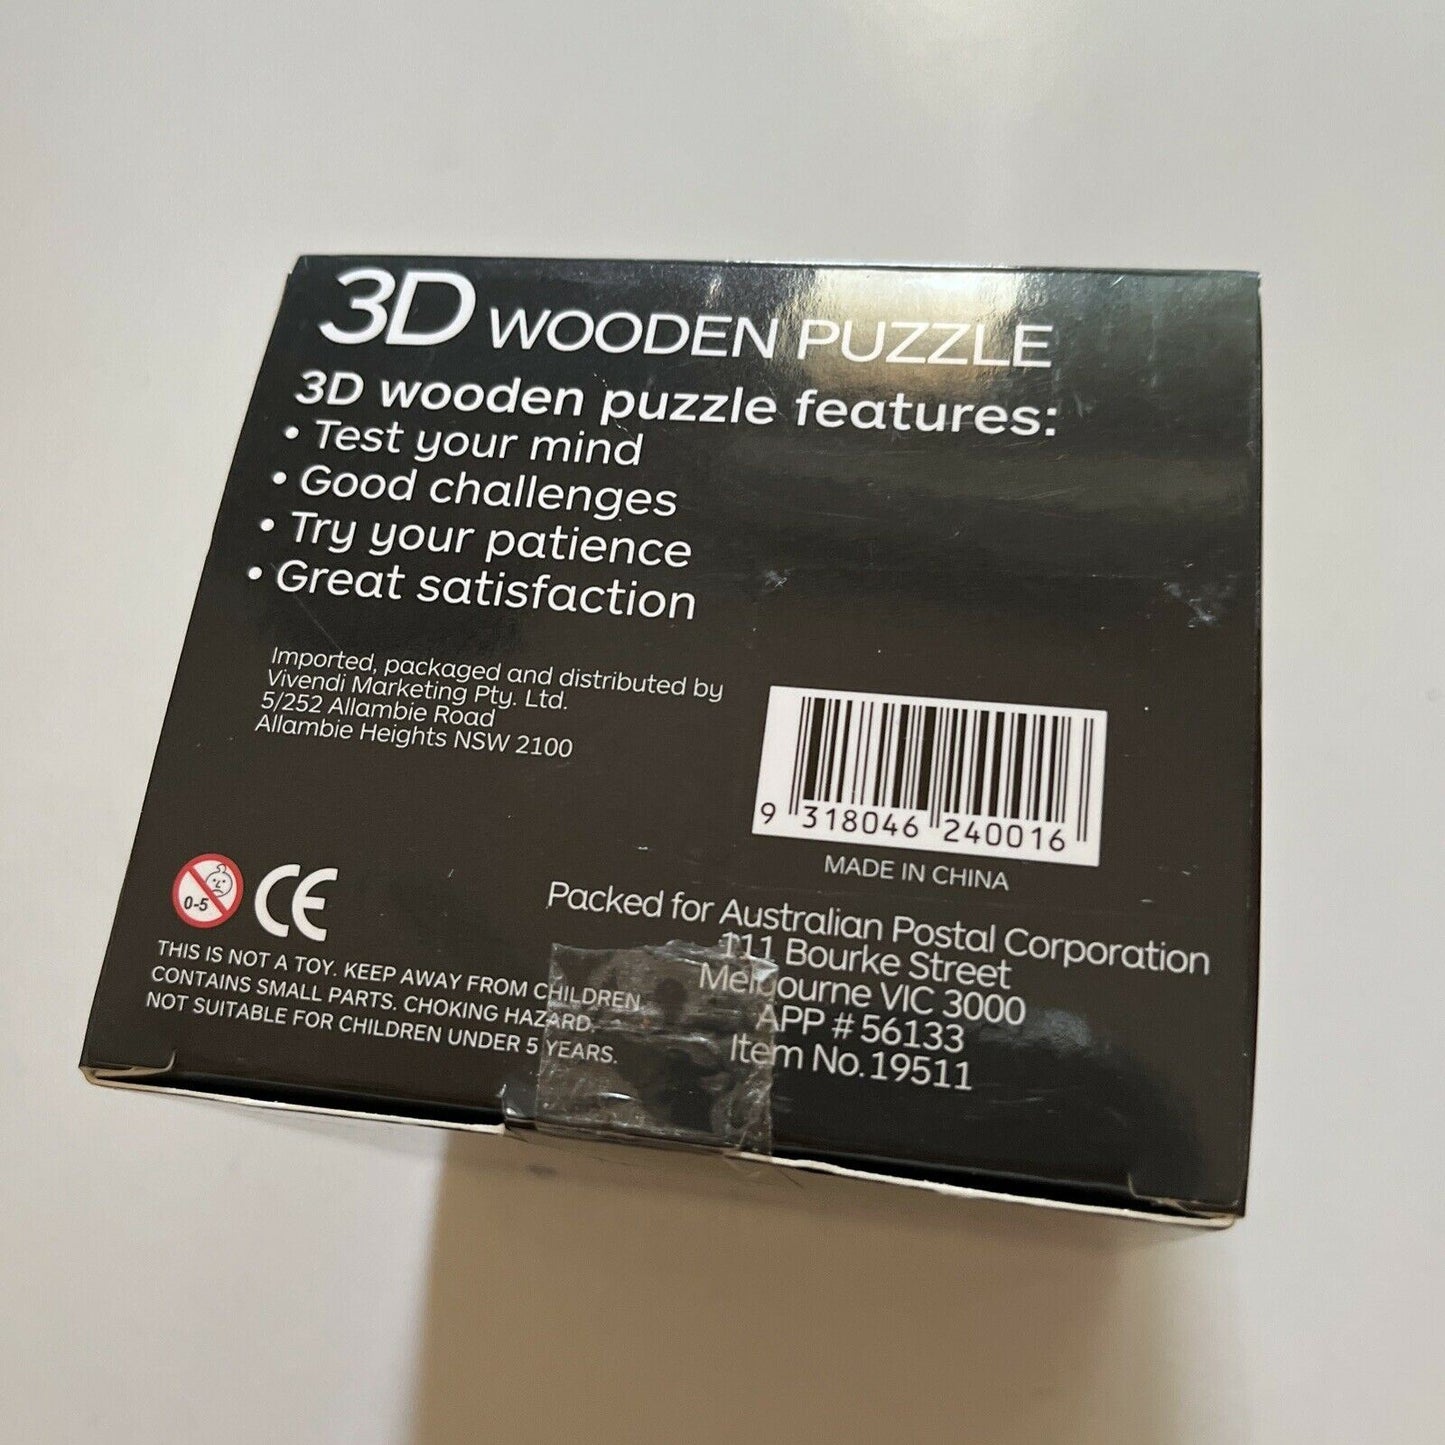 3D WOODEN PUZZLE
3D wooden puzzle features:
• Test your mind
• Good challenges
• Try your patience
• Great satisfaction
Imported, packaged and distributed by
Vivendi Marketing Pty. Ltd.
5/252 Allambie Road
Allambie Heights NSW 2100
9 318046 240016
MADE IN CHINA
0-5
CE
THIS IS NOT A TOY. KEEP AWAY FROM CHILDREN.
CONTAINS SMALL PARTS. CHOKING HAZARD.
NOT SUITABLE FOR CHILDREN UNDER 5 YEARS.
Packed for Australian Postal Corporation
111 Bourke Street
Melbourne VIC 3000
APP # 56133
Item No.19511